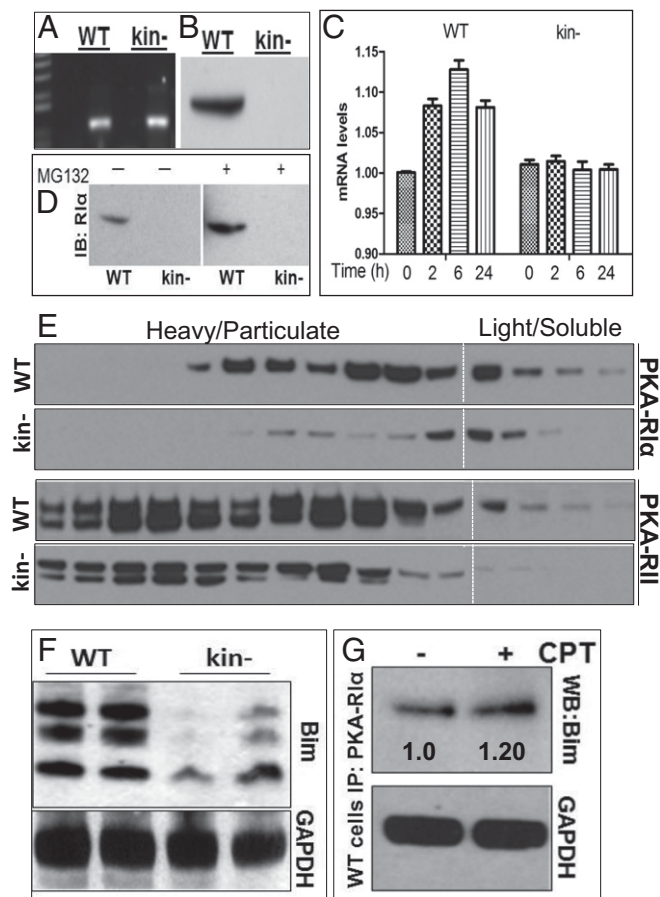 A
WT kin-
B
WT kin-
C
WT kin-
1.15
1.10
1.05
1.00
0.95
0.90
mRNA levels
Time (h) 0 2 6 24 0 2 6 24
MG132 – – + +
D
IB: RIα
WT kin- WT kin-
E
Heavy/Particulate Light/Soluble
WT
kin-
PKA-RIα
WT
kin-
PKA-RII
F
WT kin-
Bim
GAPDH
G
- + CPT
WT cells IP: PKA-RIα
WB:Bim
1.0 1.20
GAPDH